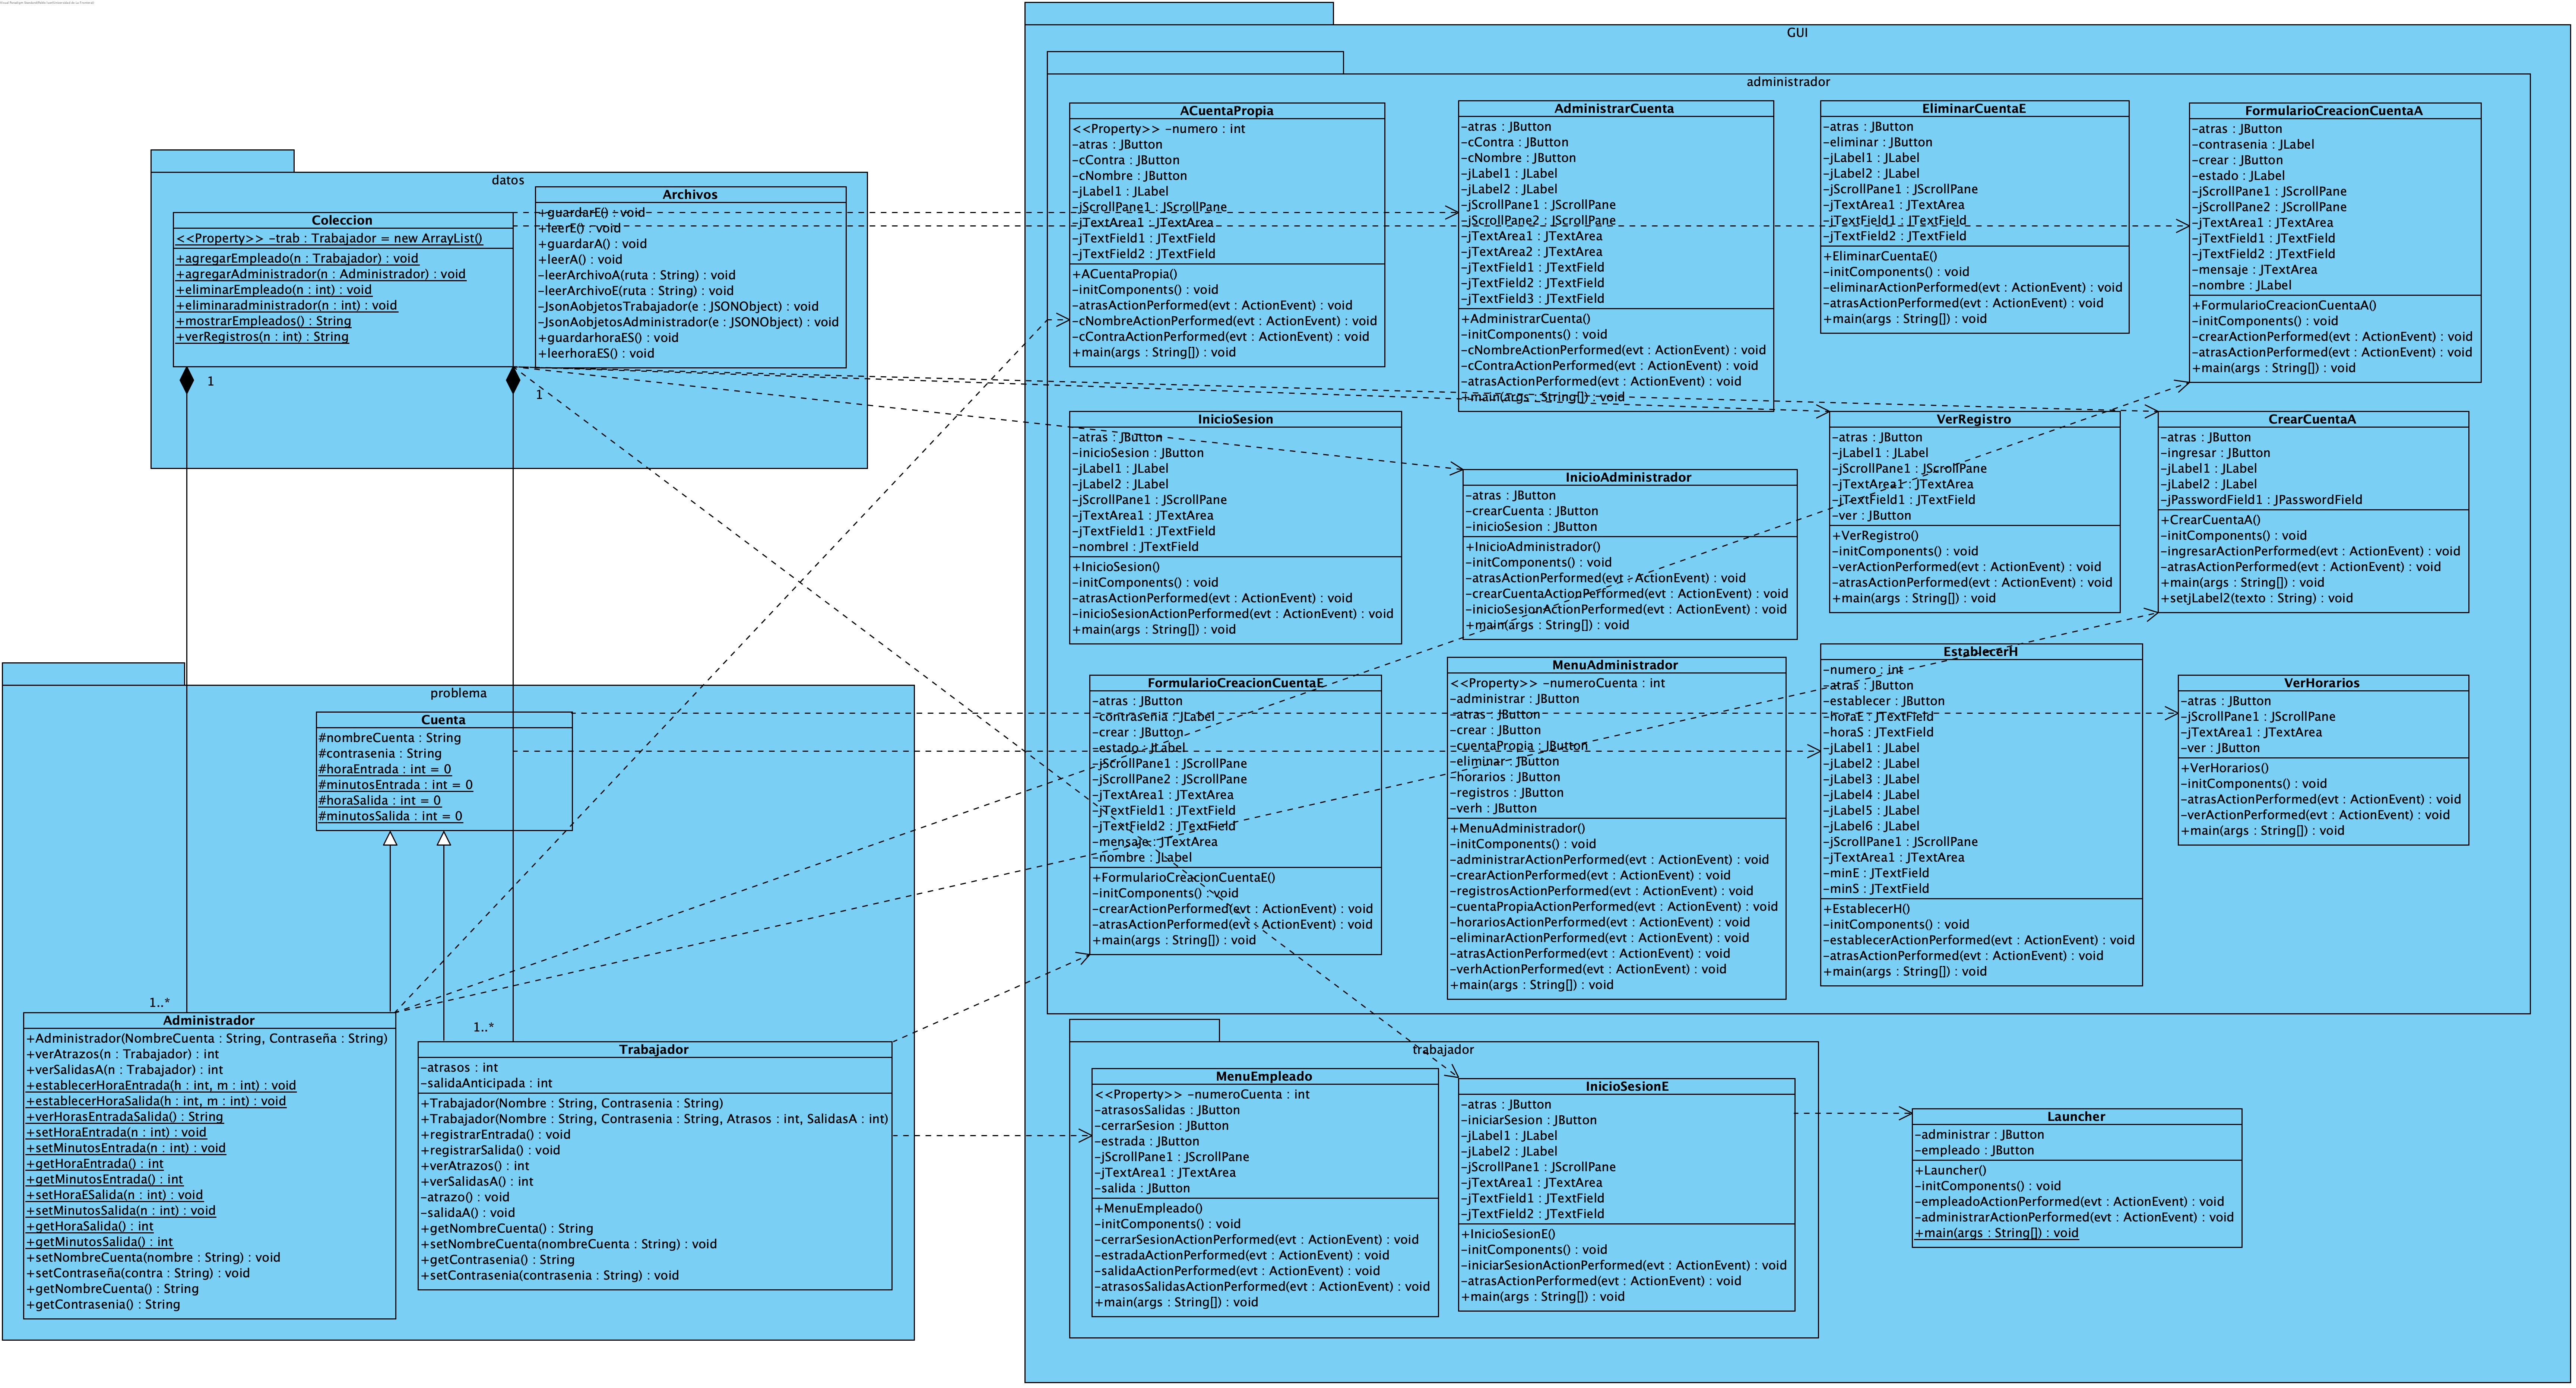 GUI
administrador
ACuentaPropia
<<Property>> -numero : int
-atras : JButton
-cContra : JButton
-cNombre : JButton
-jLabel1 : JLabel
-jScrollPane1 : JScrollPane
-jTextArea1 : JTextArea
-jTextField1 : JTextField
-jTextField2 : JTextField
+ACuentaPropia()
-initComponents() : void
-atrasActionPerformed(evt : ActionEvent) : void
-cNombreActionPerformed(evt : ActionEvent) : void
-cContraActionPerformed(evt : ActionEvent) : void
+main(args : String[]) : void
AdministrarCuenta
-atras : JButton
-cContra : JButton
-cNombre : JButton
-jLabel1 : JLabel
-jLabel2 : JLabel
-jScrollPane1 : JScrollPane
-jScrollPane2 : JScrollPane
-jTextArea1 : JTextArea
-jTextArea2 : JTextArea
-jTextField1 : JTextField
-jTextField2 : JTextField
-jTextField3 : JTextField
+AdministrarCuenta()
-initComponents() : void
-cNombreActionPerformed(evt : ActionEvent) : void
-cContraActionPerformed(evt : ActionEvent) : void
-atrasActionPerformed(evt : ActionEvent) : void
+main(args : String[]) : void
EliminarCuentaE
-atras : JButton
-eliminar : JButton
-jLabel1 : JLabel
-jLabel2 : JLabel
-jScrollPane1 : JScrollPane
-jTextArea1 : JTextArea
-jTextField1 : JTextField
-jTextField2 : JTextField
+EliminarCuentaE()
-initComponents() : void
-eliminarActionPerformed(evt : ActionEvent) : void
-atrasActionPerformed(evt : ActionEvent) : void
+main(args : String[]) : void
FormularioCreacionCuentaA
-atras : JButton
-contrasenia : JLabel
-crear : JButton
-estado : JLabel
-jScrollPane1 : JScrollPane
-jScrollPane2 : JScrollPane
-jTextArea1 : JTextArea
-jTextField1 : JTextField
-jTextField2 : JTextField
-mensaje : JTextArea
-nombre : JLabel
+FormularioCreacionCuentaA()
-initComponents() : void
-crearActionPerformed(evt : ActionEvent) : void
-atrasActionPerformed(evt : ActionEvent) : void
+main(args : String[]) : void
datos
Coleccion
<<Property>> -trab : Trabajador = new ArrayList()
+agregarEmpleado(n : Trabajador) : void
+agregarAdministrador(n : Administrador) : void
+eliminarEmpleado(n : int) : void
+eliminaradministrador(n : int) : void
+mostrarEmpleados() : String
+verRegistros(n : int) : String
Archivos
+guardarE() : void
+leerE() : void
+guardarA() : void
+leerA() : void
-leerArchivoA(ruta : String) : void
-leerArchivoE(ruta : String) : void
-JsonAobjetosTrabajador(e : JSONObject) : void
-JsonAobjetosAdministrador(e : JSONObject) : void
+guardarhoraES() : void
+leerhoraES() : void
1
1
InicioSesion
-atras : JButton
-inicioSesion : JButton
-jLabel1 : JLabel
-jLabel2 : JLabel
-jScrollPane1 : JScrollPane
-jTextArea1 : JTextArea
-jTextField1 : JTextField
-nombreI : JTextField
+InicioSesion()
-initComponents() : void
-atrasActionPerformed(evt : ActionEvent) : void
-inicioSesionActionPerformed(evt : ActionEvent) : void
+main(args : String[]) : void
InicioAdministrador
-atras : JButton
-crearCuenta : JButton
-inicioSesion : JButton
+InicioAdministrador()
-initComponents() : void
-atrasActionPerformed(evt : ActionEvent) : void
-crearCuentaActionPerformed(evt : ActionEvent) : void
-inicioSesionActionPerformed(evt : ActionEvent) : void
+main(args : String[]) : void
VerRegistro
-atras : JButton
-jLabel1 : JLabel
-jScrollPane1 : JScrollPane
-jTextArea1 : JTextArea
-jTextField1 : JTextField
-ver : JButton
+VerRegistro()
-initComponents() : void
-verActionPerformed(evt : ActionEvent) : void
-atrasActionPerformed(evt : ActionEvent) : void
+main(args : String[]) : void
CrearCuentaA
-atras : JButton
-ingresar : JButton
-jLabel1 : JLabel
-jLabel2 : JLabel
-jPasswordField1 : JPasswordField
+CrearCuentaA()
-initComponents() : void
-ingresarActionPerformed(evt : ActionEvent) : void
-atrasActionPerformed(evt : ActionEvent) : void
+main(args : String[]) : void
+setjLabel2(texto : String) : void
FormularioCreacionCuentaE
-atras : JButton
-contrasenia : JLabel
-crear : JButton
-estado : JLabel
-jScrollPane1 : JScrollPane
-jScrollPane2 : JScrollPane
-jTextArea1 : JTextArea
-jTextField1 : JTextField
-jTextField2 : JTextField
-mensaje : JTextArea
-nombre : JLabel
+FormularioCreacionCuentaE()
-initComponents() : void
-crearActionPerformed(evt : ActionEvent) : void
-atrasActionPerformed(evt : ActionEvent) : void
+main(args : String[]) : void
MenuAdministrador
<<Property>> -numeroCuenta : int
-administrar : JButton
-atras : JButton
-crear : JButton
-cuentaPropia : JButton
-eliminar : JButton
-horarios : JButton
-registros : JButton
-verh : JButton
+MenuAdministrador()
-initComponents() : void
-administrarActionPerformed(evt : ActionEvent) : void
-crearActionPerformed(evt : ActionEvent) : void
-registrosActionPerformed(evt : ActionEvent) : void
-cuentaPropiaActionPerformed(evt : ActionEvent) : void
-horariosActionPerformed(evt : ActionEvent) : void
-eliminarActionPerformed(evt : ActionEvent) : void
-atrasActionPerformed(evt : ActionEvent) : void
-verhActionPerformed(evt : ActionEvent) : void
+main(args : String[]) : void
EstablecerH
-numero : int
-atras : JButton
-establecer : JButton
-horaE : JTextField
-horaS : JTextField
-jLabel1 : JLabel
-jLabel2 : JLabel
-jLabel3 : JLabel
-jLabel4 : JLabel
-jLabel5 : JLabel
-jLabel6 : JLabel
-jScrollPane1 : JScrollPane
-jTextArea1 : JTextArea
-minE : JTextField
-minS : JTextField
+EstablecerH()
-initComponents() : void
-establecerActionPerformed(evt : ActionEvent) : void
-atrasActionPerformed(evt : ActionEvent) : void
+main(args : String[]) : void
VerHorarios
-atras : JButton
-jScrollPane1 : JScrollPane
-jTextArea1 : JTextArea
-ver : JButton
+VerHorarios()
-initComponents() : void
-atrasActionPerformed(evt : ActionEvent) : void
-verActionPerformed(evt : ActionEvent) : void
+main(args : String[]) : void
problema
Cuenta
#nombreCuenta : String
#contrasenia : String
#horaEntrada : int = 0
#minutosEntrada : int = 0
#horaSalida : int = 0
#minutosSalida : int = 0
1..*
1..*
Administrador
+Administrador(NombreCuenta : String, Contraseña : String)
+verAtrazos(n : Trabajador) : int
+verSalidasA(n : Trabajador) : int
+establecerHoraEntrada(h : int, m : int) : void
+establecerHoraSalida(h : int, m : int) : void
+verHorasEntradaSalida() : String
+setHoraEntrada(n : int) : void
+setMinutosEntrada(n : int) : void
+getHoraEntrada() : int
+getMinutosEntrada() : int
+setHoraESalida(n : int) : void
+setMinutosSalida(n : int) : void
+getHoraSalida() : int
+getMinutosSalida() : int
+setNombreCuenta(nombre : String) : void
+setContraseña(contra : String) : void
+getNombreCuenta() : String
+getContrasenia() : String
Trabajador
-atrasos : int
-salidaAnticipada : int
+Trabajador(Nombre : String, Contrasenia : String)
+Trabajador(Nombre : String, Contrasenia : String, Atrasos : int, SalidasA : int)
+registrarEntrada() : void
+registrarSalida() : void
+verAtrazos() : int
+verSalidasA() : int
-atrazo() : void
-salidaA() : void
+getNombreCuenta() : String
+setNombreCuenta(nombreCuenta : String) : void
+getContrasenia() : String
+setContrasenia(contrasenia : String) : void
trabajador
MenuEmpleado
<<Property>> -numeroCuenta : int
-atrasosSalidas : JButton
-cerrarSesion : JButton
-estrada : JButton
-jScrollPane1 : JScrollPane
-jTextArea1 : JTextArea
-salida : JButton
+MenuEmpleado()
-initComponents() : void
-cerrarSesionActionPerformed(evt : ActionEvent) : void
-estradaActionPerformed(evt : ActionEvent) : void
-salidaActionPerformed(evt : ActionEvent) : void
-atrasosSalidasActionPerformed(evt : ActionEvent) : void
+main(args : String[]) : void
InicioSesionE
-atras : JButton
-iniciarSesion : JButton
-jLabel1 : JLabel
-jLabel2 : JLabel
-jScrollPane1 : JScrollPane
-jTextArea1 : JTextArea
-jTextField1 : JTextField
-jTextField2 : JTextField
+InicioSesionE()
-initComponents() : void
-iniciarSesionActionPerformed(evt : ActionEvent) : void
-atrasActionPerformed(evt : ActionEvent) : void
+main(args : String[]) : void
Launcher
-administrar : JButton
-empleado : JButton
+Launcher()
-initComponents() : void
-empleadoActionPerformed(evt : ActionEvent) : void
-administrarActionPerformed(evt : ActionEvent) : void
+main(args : String[]) : void